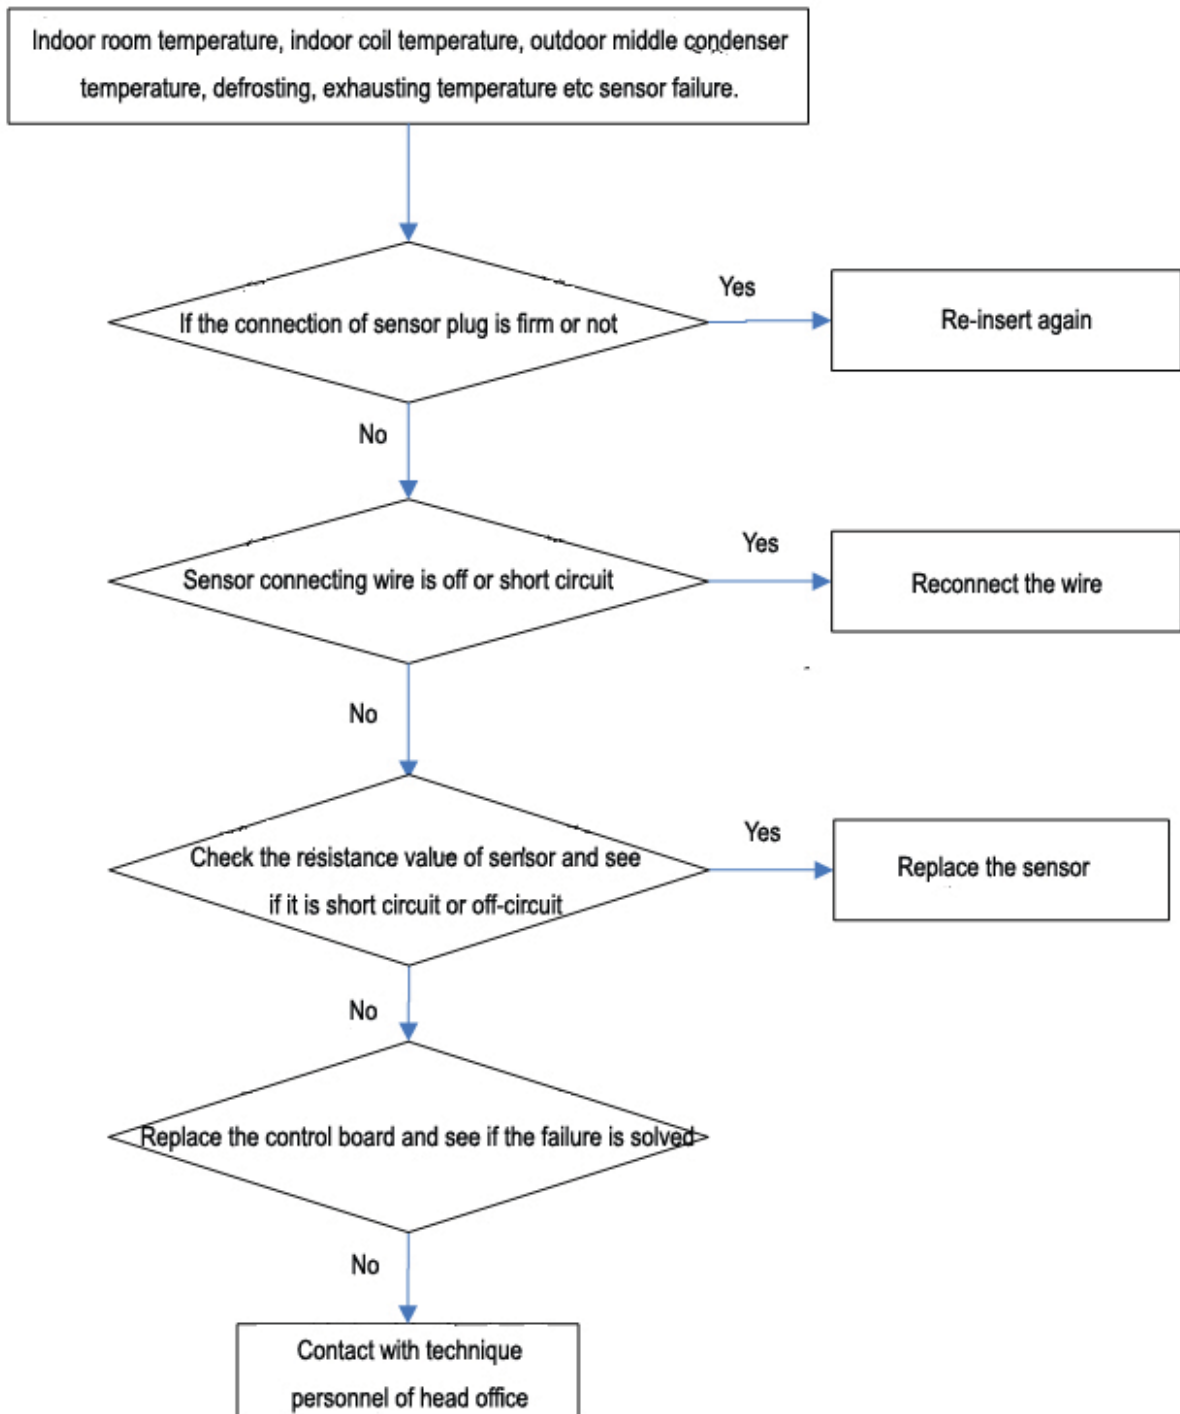 Indoor room temperature, indoor coil temperature, outdoor middle condenser
temperature, defrosting, exhausting temperature etc sensor failure.
Yes
If the connection of sensor plug is firm or not
Re-insert again
No
Yes
Sensor connecting wire is off or short circuit
Reconnect the wire
No
Yes
Check the resistance value of sensor and see
if it is short circuit or off-circuit
Replace the sensor
No
Replace the control board and see if the failure is solved
No
Contact with technique
personnel of head office